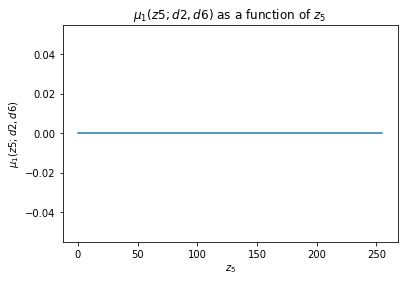 μ₁(z5; d2, d6) as a function of z₅
0.04
0.02
0.00
−0.02
−0.04
μ₁(z5; d2, d6)
0 50 100 150 200 250
z₅